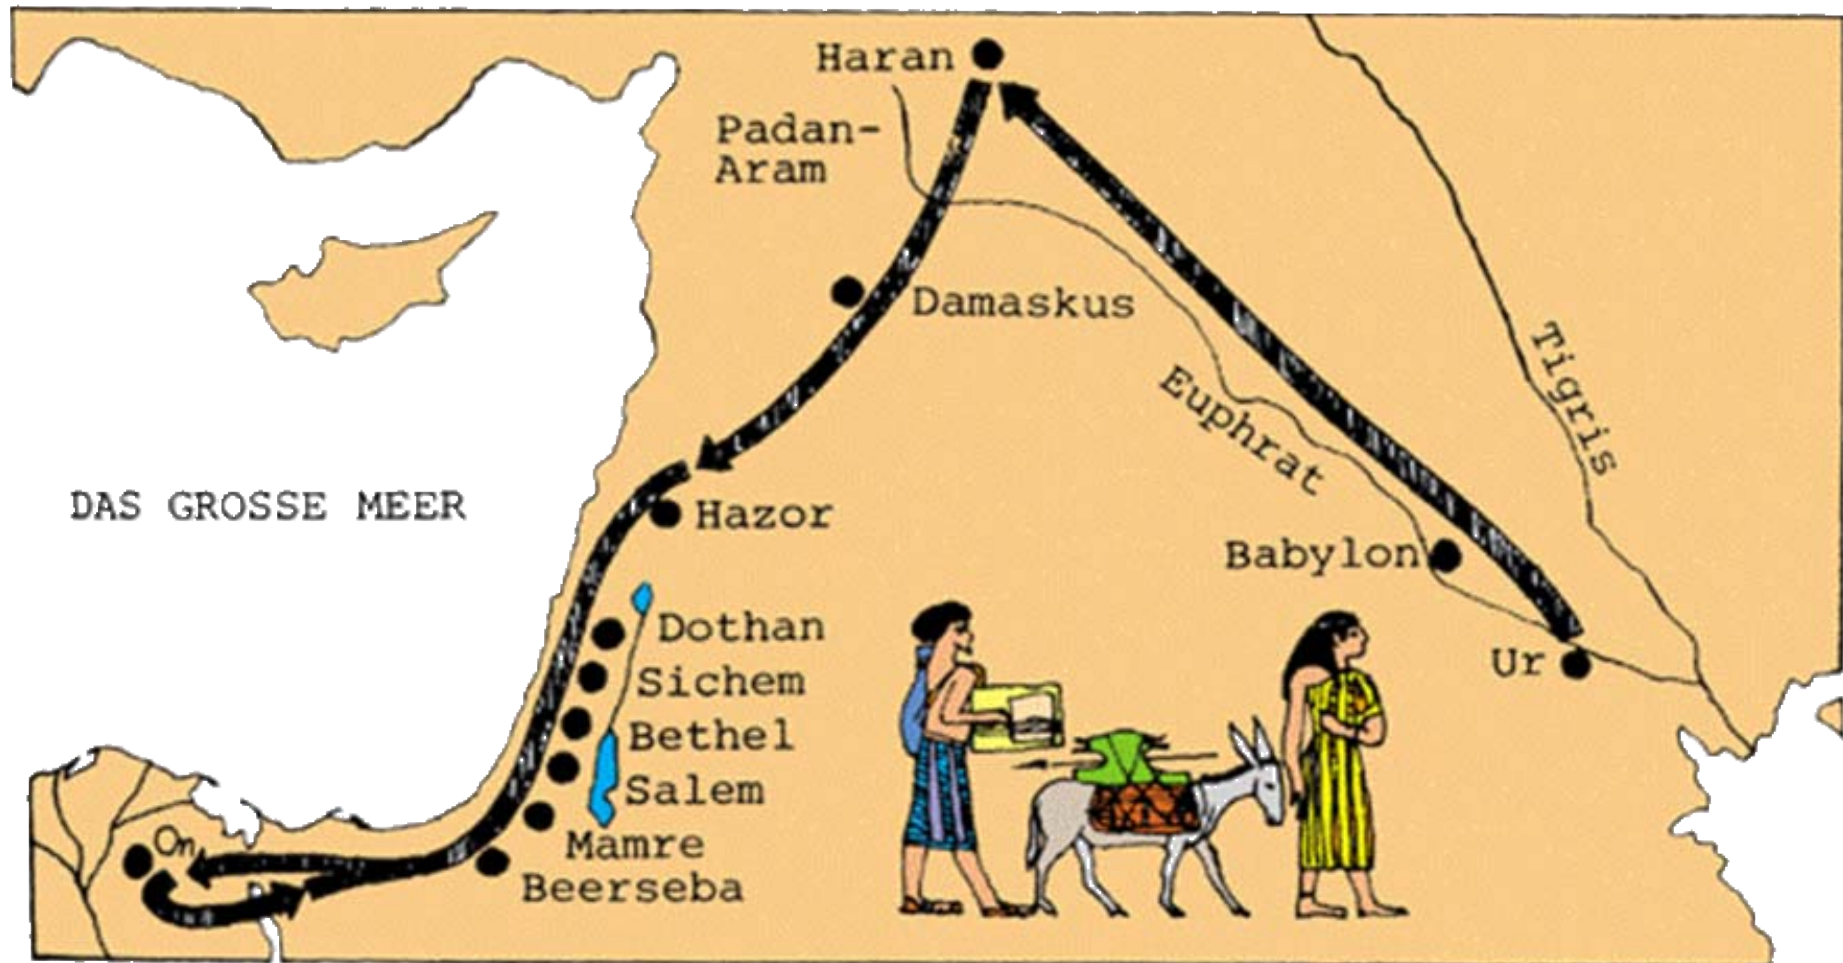 Haran
Padan-
Aram
Damaskus
Tigris
Euphrat
DAS GROSSE MEER
Hazor
Babylon
Dothan
Ur
Sichem
Bethel
Salem
On
Mamre
Beerseba